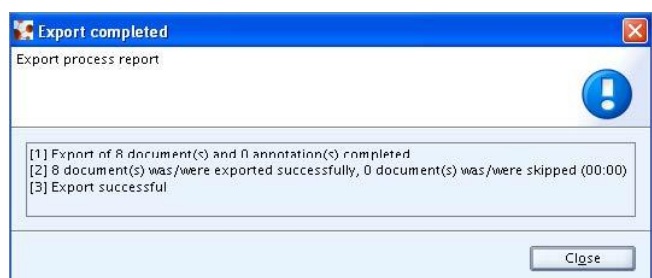 Export completed
Export process report
[1] Export of 8 document(s) and 0 annotation(s) completed
[2] 8 document(s) was/were exported successfully, 0 document(s) was/were skipped (00:00)
[3] Export successful
Close